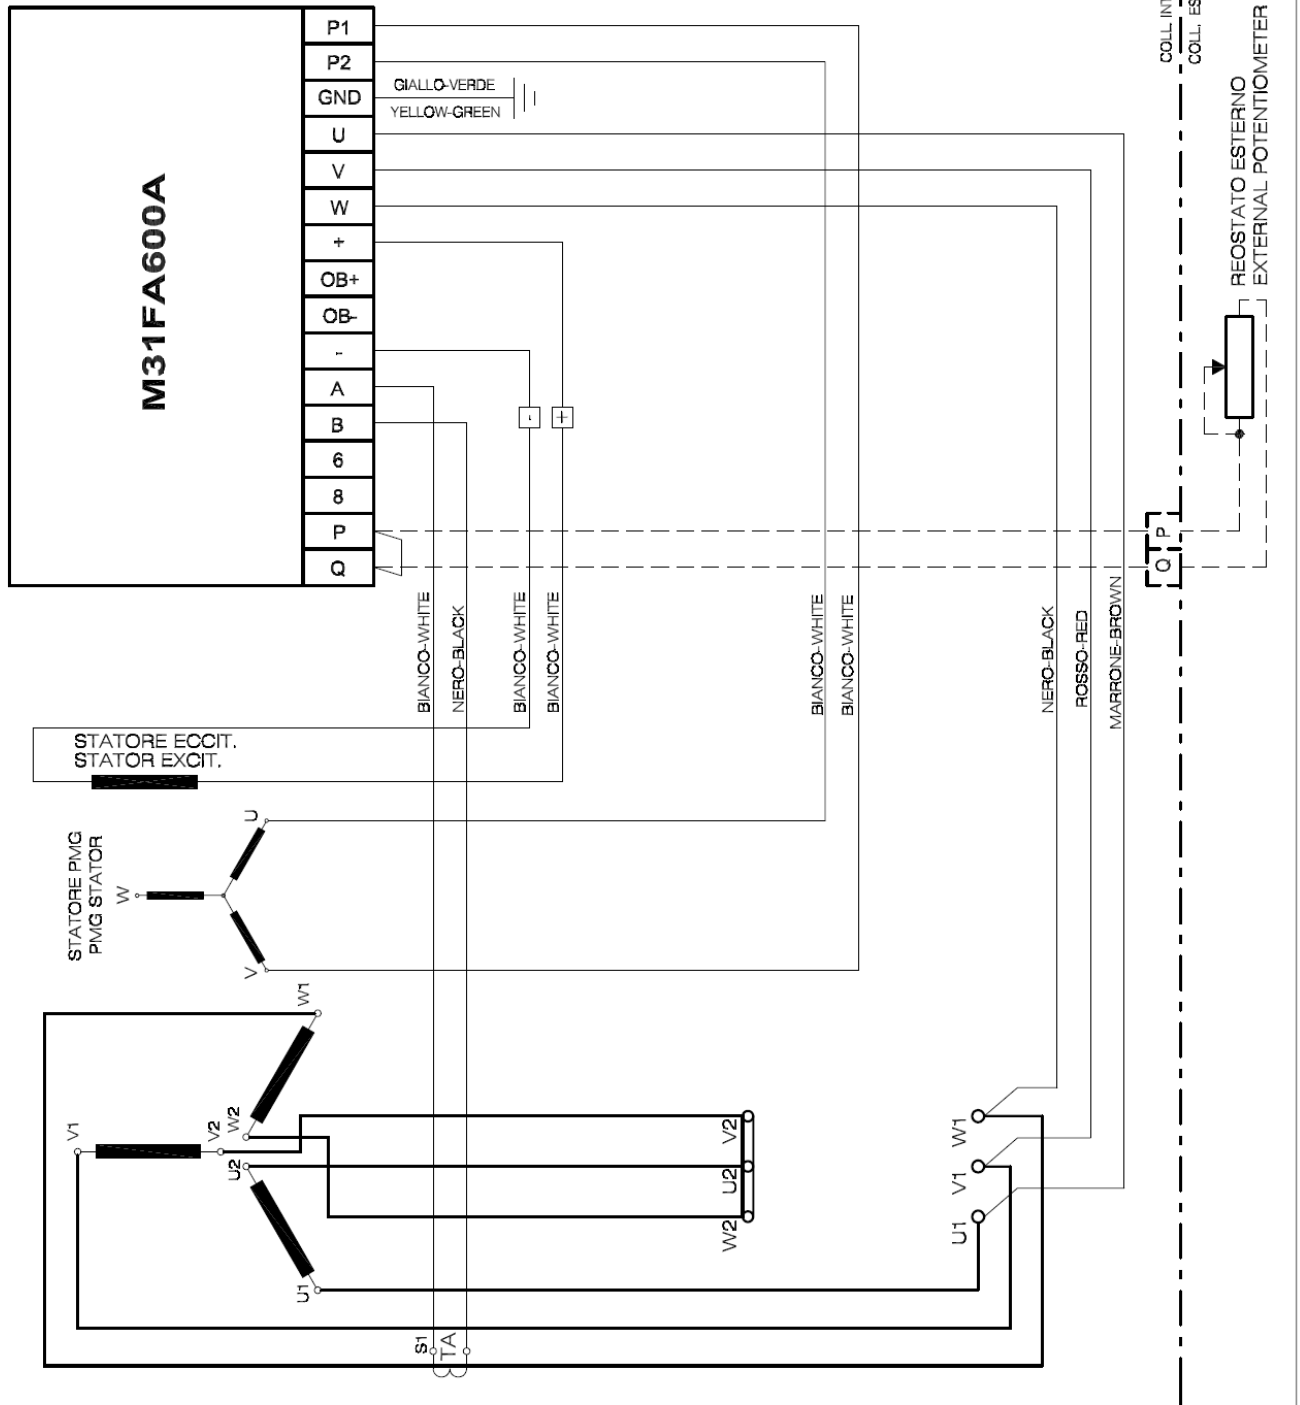 M31FA600A
P1
P2
GND
U
V
W
+
OB+
OB-
-
A
B
6
8
P
Q
GIALLO-VERDE
YELLOW-GREEN
- +
COLL INT
COLL. ES
REOSTATO ESTERNO
EXTERNAL POTENTIOMETER
P
Q
BIANCO-WHITE
NERO-BLACK
BIANCO-WHITE
BIANCO-WHITE
BIANCO-WHITE
BIANCO-WHITE
NERO-BLACK
ROSSO-RED
MARRONE-BROWN
STATORE ECCIT.
STATOR EXCIT.
STATORE PMG
PMG STATOR
U
W
V
W1
V1
V2
W2
U2
U1
V2
U2
W2
W1
V1
U1
S1
TA